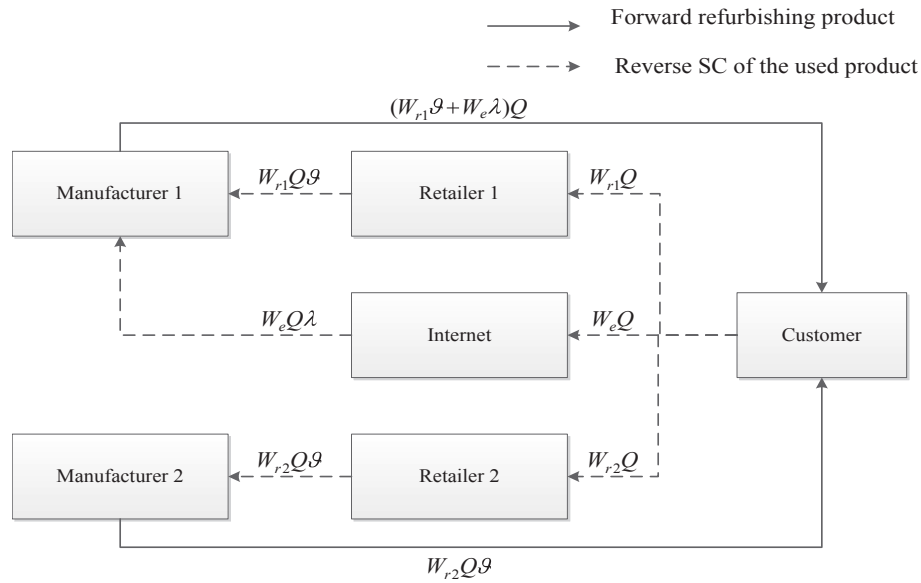 Forward refurbishing product
Reverse SC of the used product
(W_{r1}ϑ+W_eλ)Q
Manufacturer 1
W_{r1}Qϑ
Retailer 1
W_{r1}Q
W_eQλ
Internet
W_eQ
Customer
Manufacturer 2
W_{r2}Qϑ
Retailer 2
W_{r2}Q
W_{r2}Qϑ